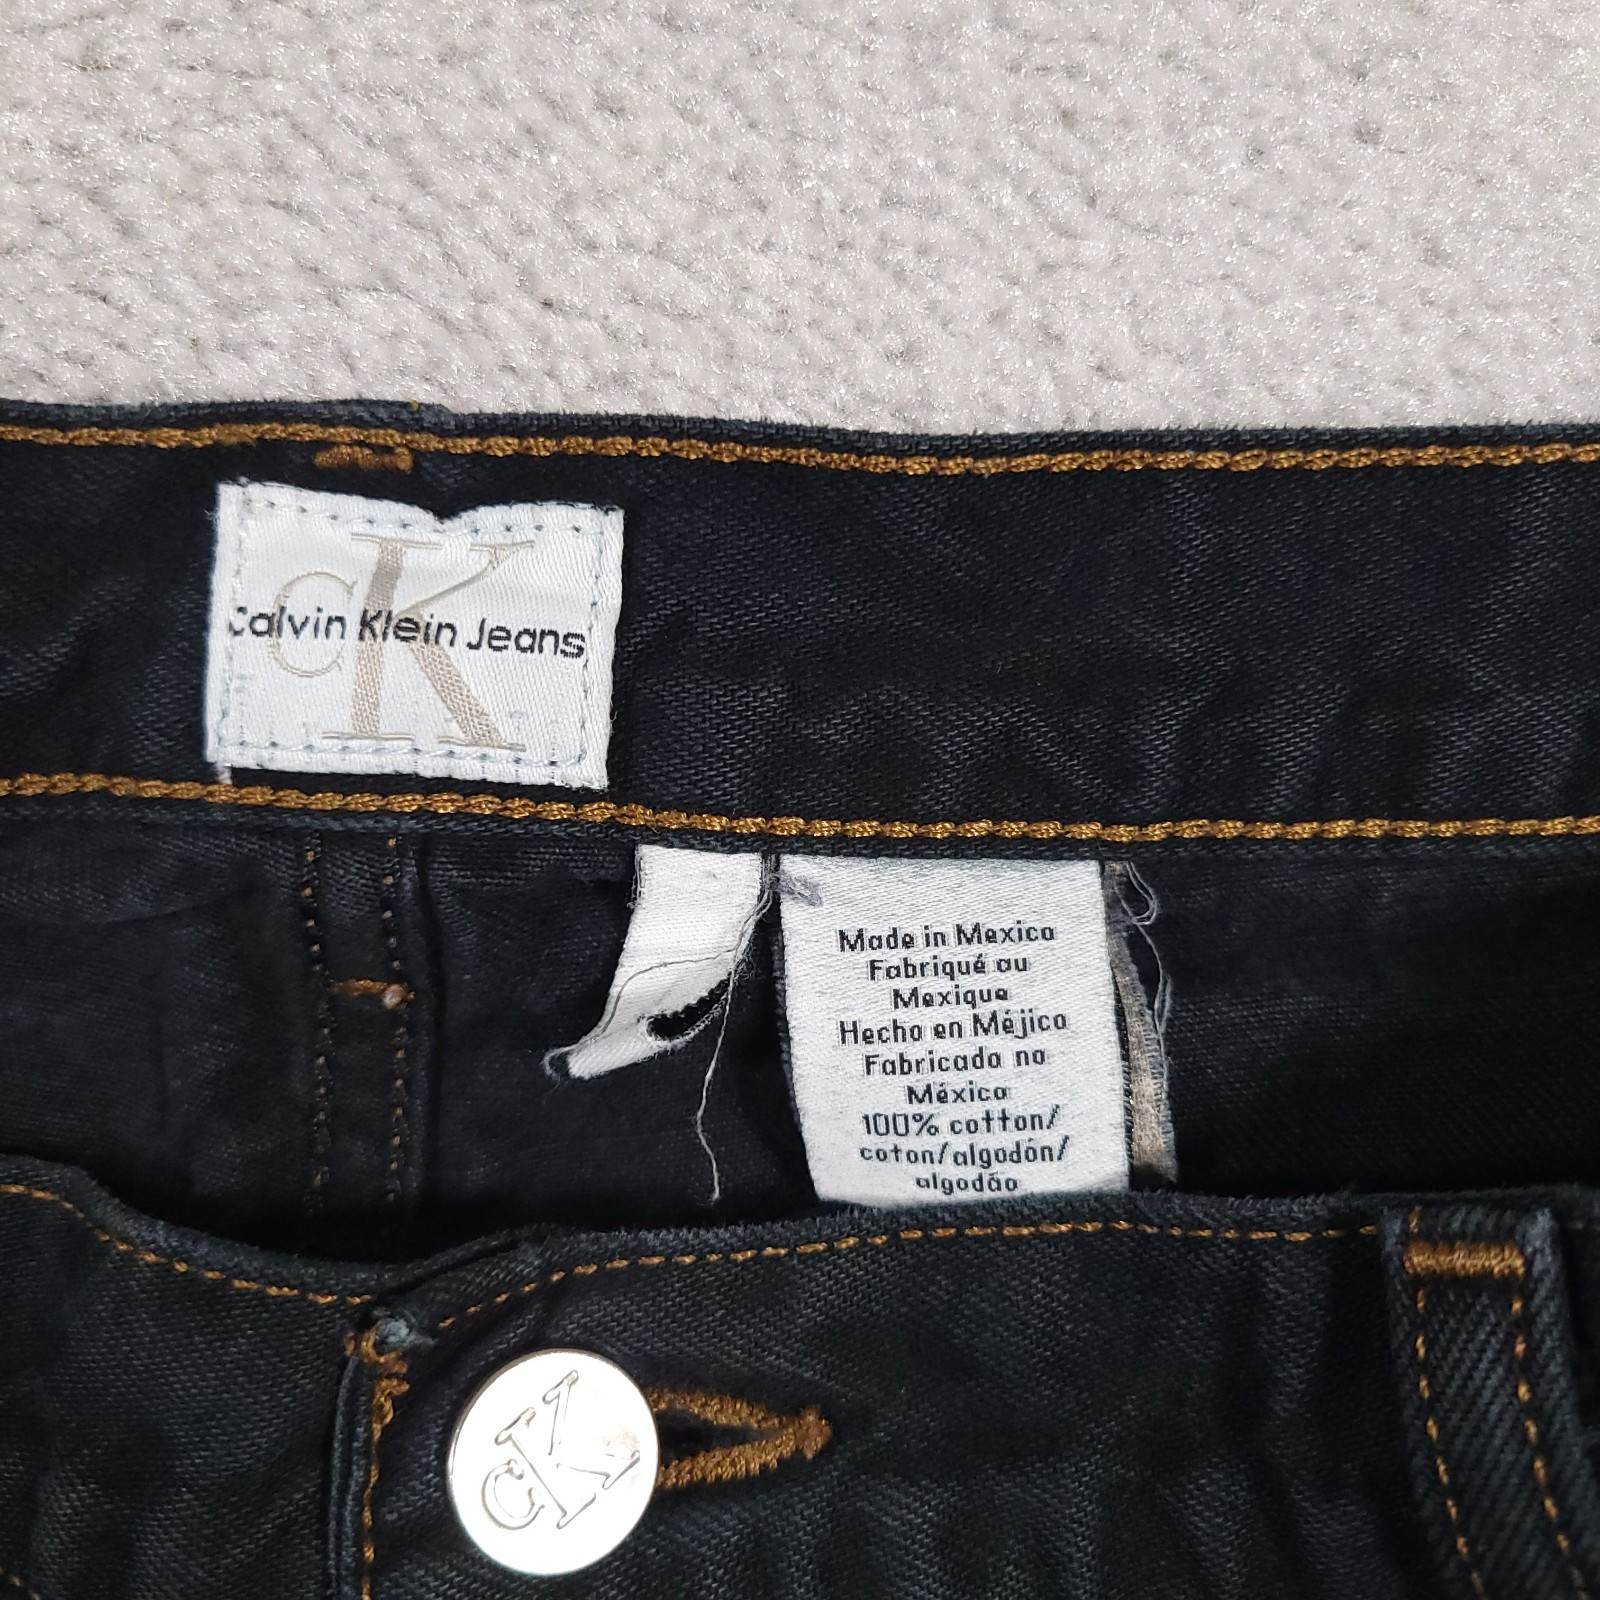 CK
Calvin Klein Jeans
Made in Mexico
Fabriqué au
Mexique
Hecho en Méjico
Fabricado no
México
100% cotton/
coton/algodón/
algodão
CK